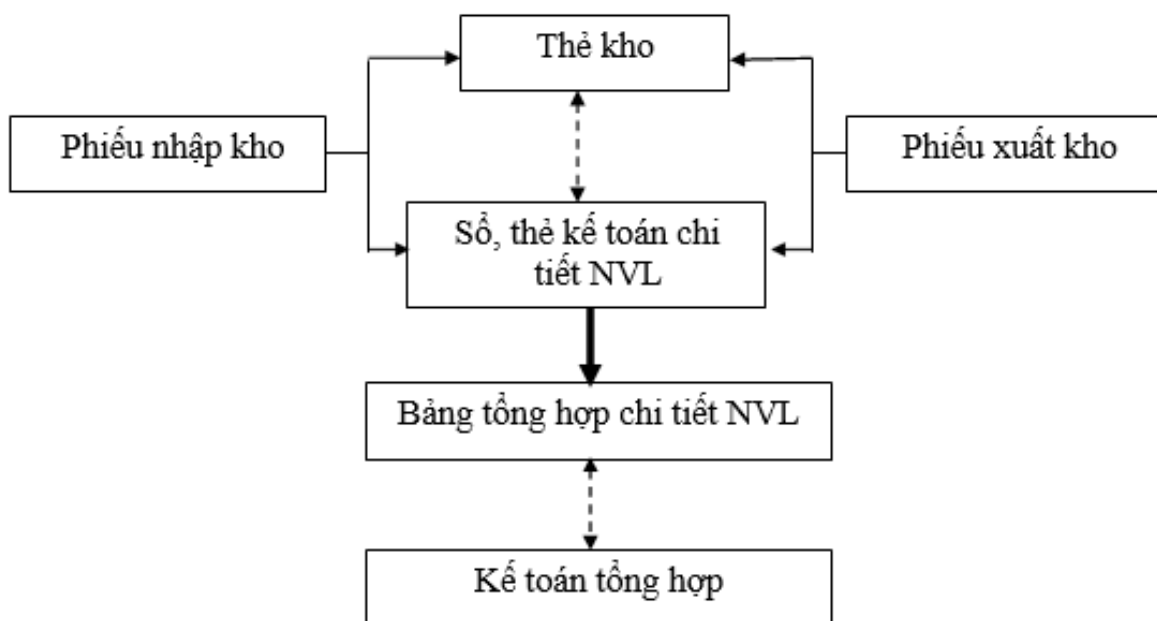 Thẻ kho
Phiếu nhập kho
Phiếu xuất kho
Sổ, thẻ kế toán chi
tiết NVL
Bảng tổng hợp chi tiết NVL
Kế toán tổng hợp